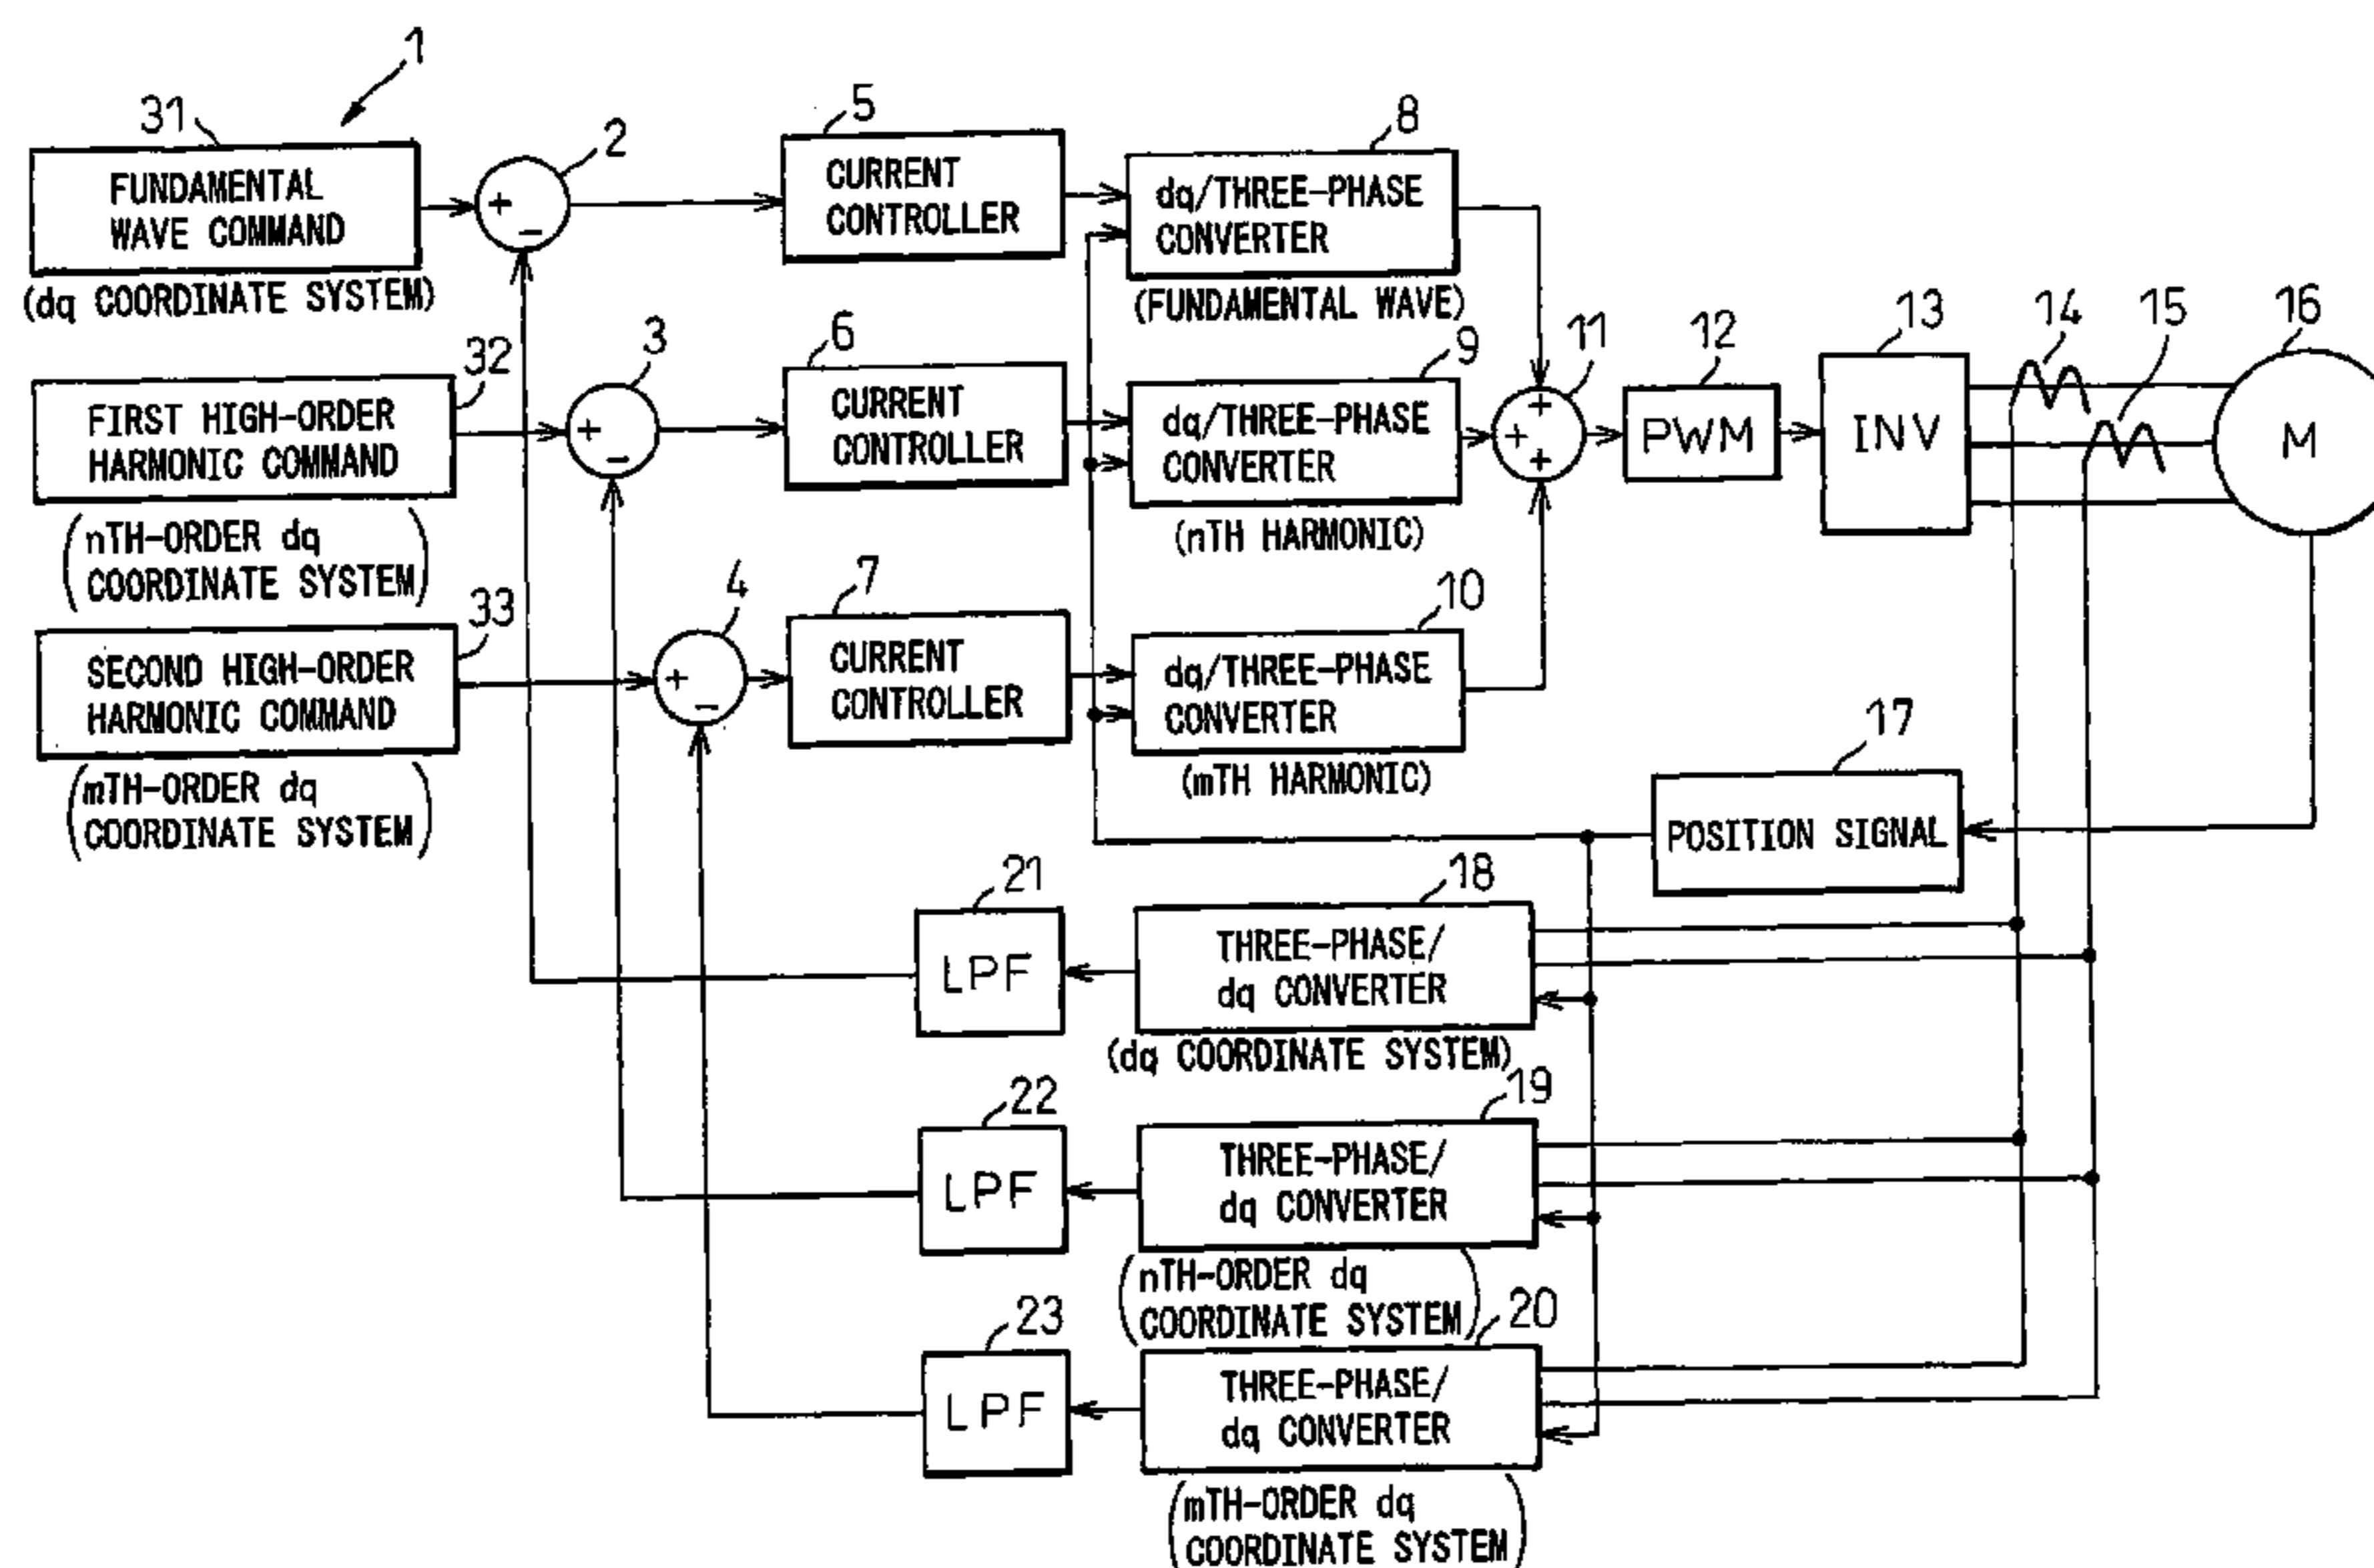 1
31
FUNDAMENTAL
WAVE COMMAND
(dq COORDINATE SYSTEM)
2
+
−
5
CURRENT
CONTROLLER
8
dq/THREE-PHASE
CONVERTER
(FUNDAMENTAL WAVE)
32
FIRST HIGH-ORDER
HARMONIC COMMAND
(nTH-ORDER dq
COORDINATE SYSTEM)
3
+
−
6
CURRENT
CONTROLLER
9
dq/THREE-PHASE
CONVERTER
(nTH HARMONIC)
11
+
+
+
12
PWM
13
INV
14
15
16
M
33
SECOND HIGH-ORDER
HARMONIC COMMAND
(mTH-ORDER dq
COORDINATE SYSTEM)
4
+
−
7
CURRENT
CONTROLLER
10
dq/THREE-PHASE
CONVERTER
(mTH HARMONIC)
17
POSITION SIGNAL
21
LPF
18
THREE-PHASE/
dq CONVERTER
(dq COORDINATE SYSTEM)
22
LPF
19
THREE-PHASE/
dq CONVERTER
(nTH-ORDER dq
COORDINATE SYSTEM)
23
LPF
20
THREE-PHASE/
dq CONVERTER
(mTH-ORDER dq
COORDINATE SYSTEM)